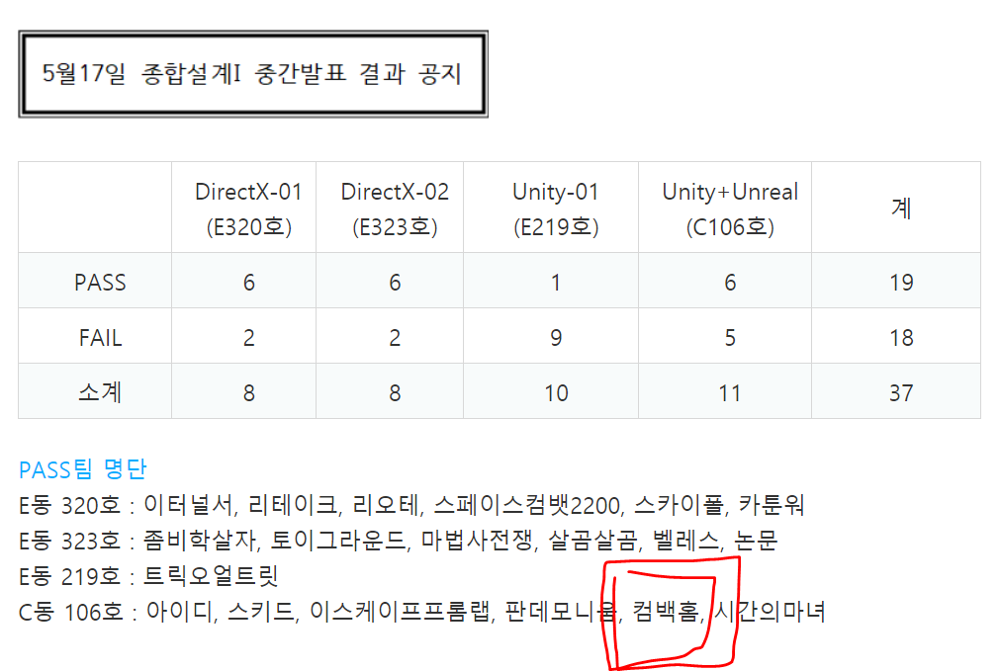 5월17일 종합설계I 중간발표 결과 공지
DirectX-01 DirectX-02 Unity-01 Unity+Unreal 계
(E320호) (E323호) (E219호) (C106호)
PASS 6 6 1 6 19
FAIL 2 2 9 5 18
소계 8 8 10 11 37
PASS팀 명단
E동 320호 : 이터널서, 리테이크, 리오테, 스페이스컴뱃2200, 스카이폴, 카툰워
E동 323호 : 좀비학살자, 토이그라운드, 마법사전쟁, 살곰살곰, 벨레스, 논문
E동 219호 : 트릭오얼트릿
C동 106호 : 아이디, 스키드, 이스케이프프롬랩, 판데모니움, 컴백홈, 시간의마녀